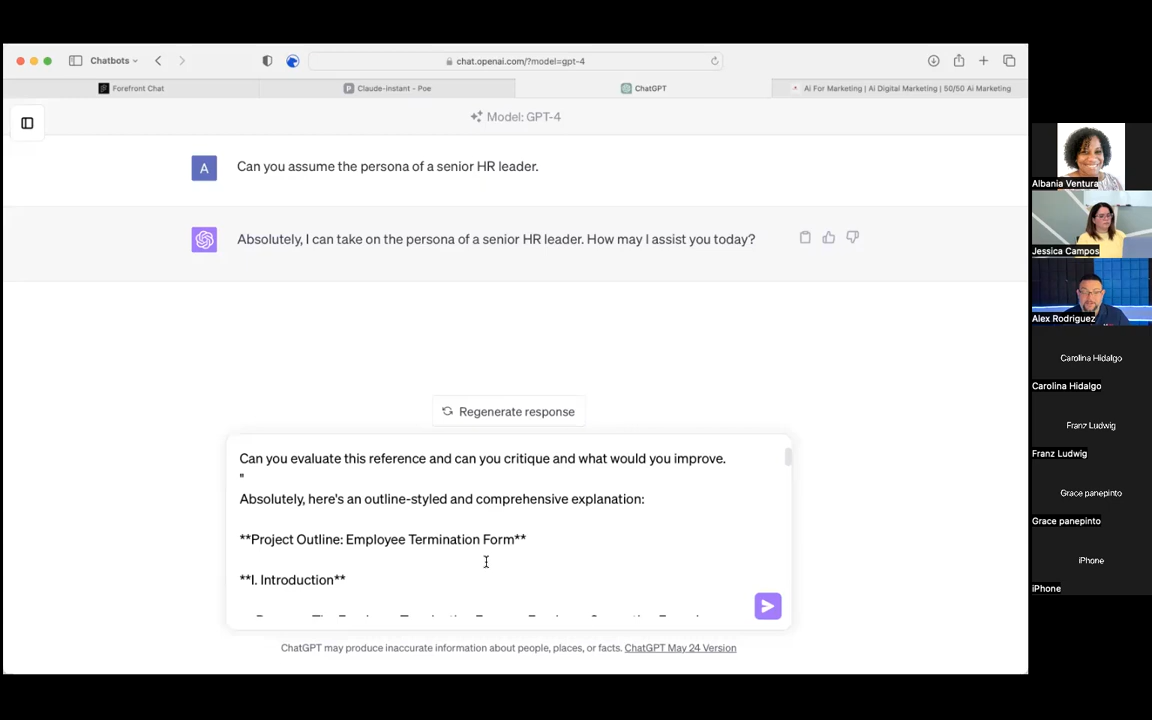 Chatbots
chat.openai.com/?model=gpt-4
Forefront Chat
Claude-instant - Poe
ChatGPT
Ai For Marketing | Ai Digital Marketing | 50/50 Ai Marketing
Model: GPT-4
A
Can you assume the persona of a senior HR leader.
Absolutely, I can take on the persona of a senior HR leader. How may I assist you today?
Regenerate response
Can you evaluate this reference and can you critique and what would you improve.
"
Absolutely, here's an outline-styled and comprehensive explanation:
**Project Outline: Employee Termination Form**
**I. Introduction**
ChatGPT may produce inaccurate information about people, places, or facts. ChatGPT May 24 Version
Albania Ventura
Jessica Campos
Alex Rodriguez
Carolina Hidalgo
Carolina Hidalgo
Franz Ludwig
Franz Ludwig
Grace panepinto
Grace panepinto
iPhone
iPhone